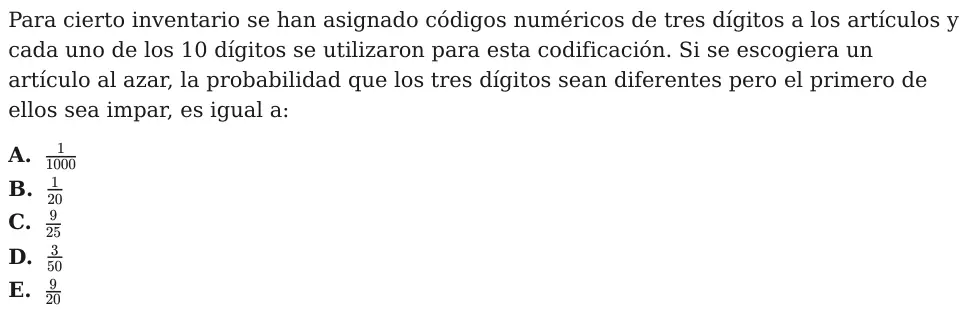 Para cierto inventario se han asignado códigos numéricos de tres dígitos a los artículos y
cada uno de los 10 dígitos se utilizaron para esta codificación. Si se escogiera un
artículo al azar, la probabilidad que los tres dígitos sean diferentes pero el primero de
ellos sea impar, es igual a:
A. 1/1000
B. 1/20
C. 9/25
D. 3/50
E. 9/20